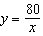 y = 80/x